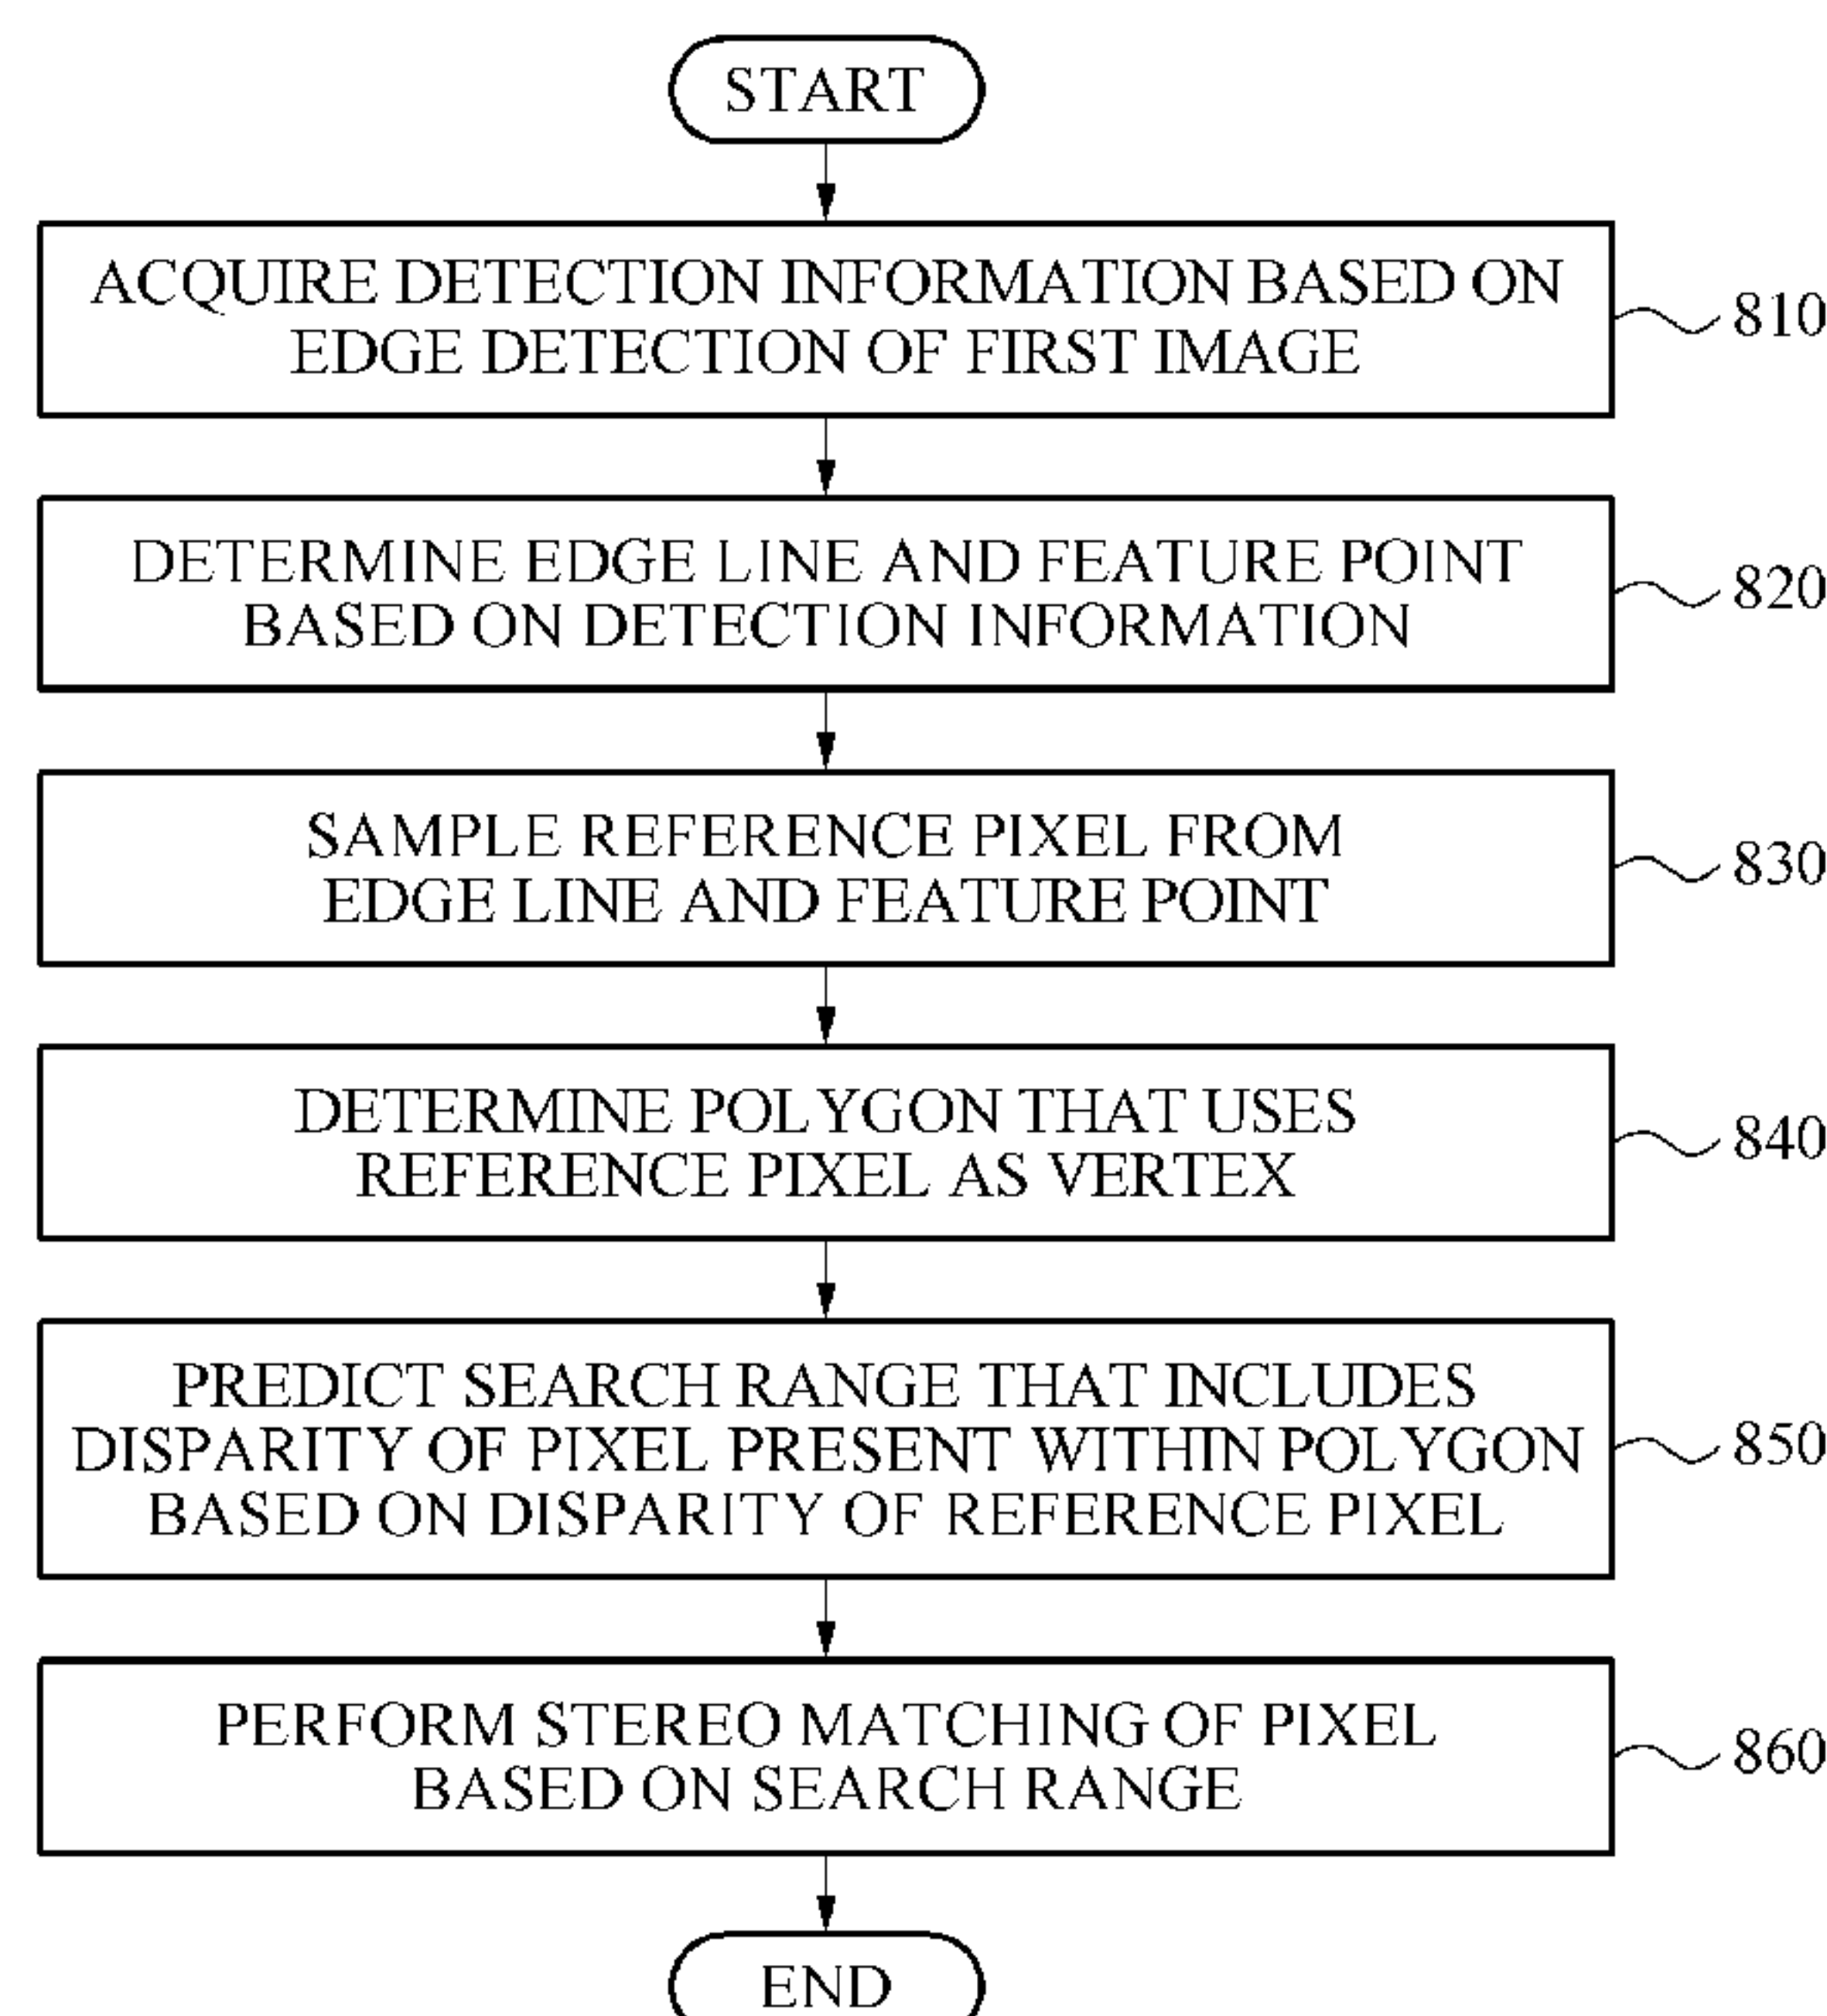 START
ACQUIRE DETECTION INFORMATION BASED ON
EDGE DETECTION OF FIRST IMAGE
810
DETERMINE EDGE LINE AND FEATURE POINT
BASED ON DETECTION INFORMATION
820
SAMPLE REFERENCE PIXEL FROM
EDGE LINE AND FEATURE POINT
830
DETERMINE POLYGON THAT USES
REFERENCE PIXEL AS VERTEX
840
PREDICT SEARCH RANGE THAT INCLUDES
DISPARITY OF PIXEL PRESENT WITHIN POLYGON
BASED ON DISPARITY OF REFERENCE PIXEL
850
PERFORM STEREO MATCHING OF PIXEL
BASED ON SEARCH RANGE
860
END